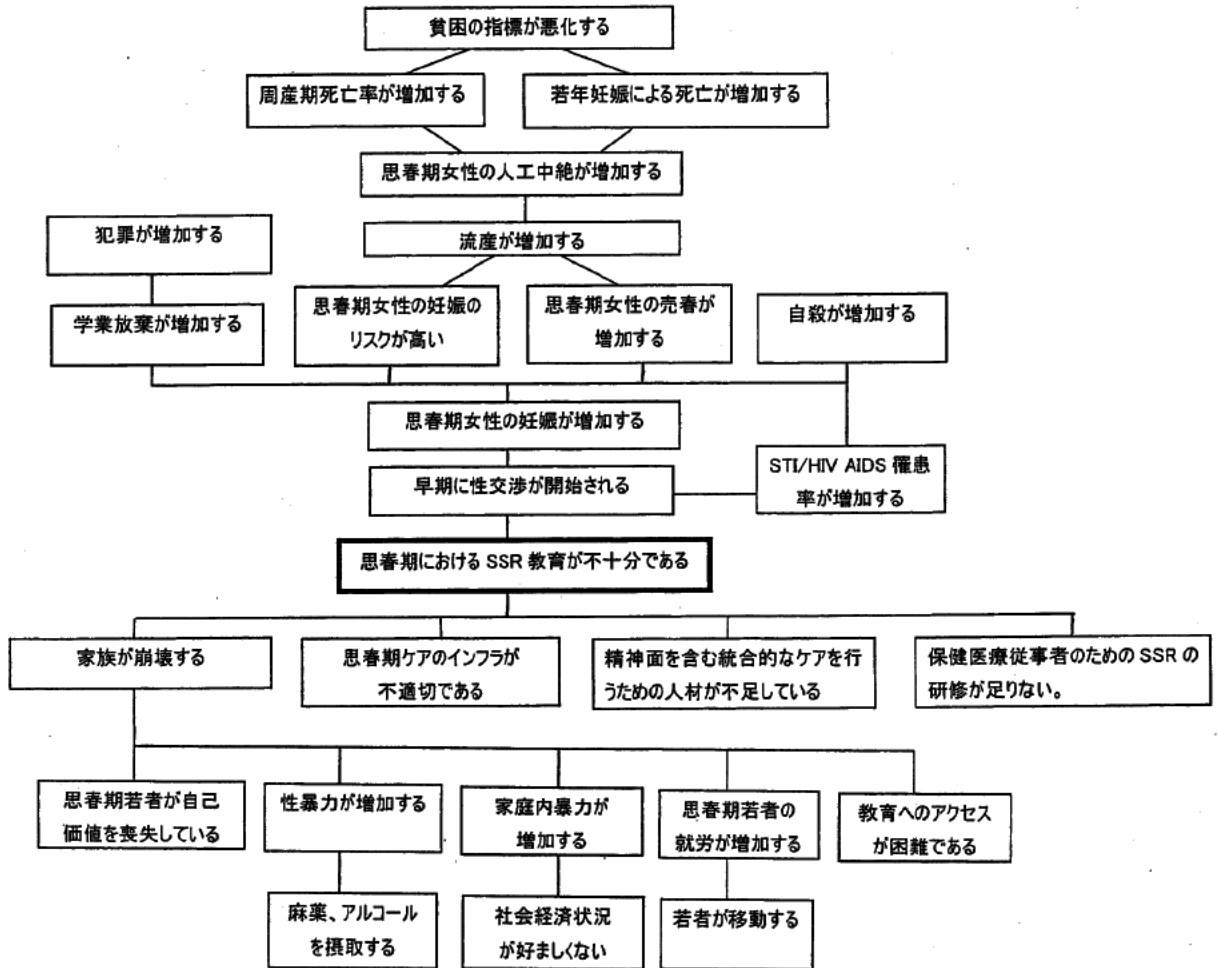 貧困の指標が悪化する
周産期死亡率が増加する
若年妊娠による死亡が増加する
思春期女性の人工中絶が増加する
犯罪が増加する
流産が増加する
学業放棄が増加する
思春期女性の妊娠の
リスクが高い
思春期女性の売春が
増加する
自殺が増加する
思春期女性の妊娠が増加する
早期に性交渉が開始される
STI/HIV AIDS 罹患
率が増加する
思春期における SSR 教育が不十分である
家族が崩壊する
思春期ケアのインフラが
不適切である
精神面を含む統合的なケアを行
うための人材が不足している
保健医療従事者のための SSR の
研修が足りない。
思春期若者が自己
価値を喪失している
性暴力が増加する
家庭内暴力が
増加する
思春期若者の
就労が増加する
教育へのアクセス
が困難である
麻薬、アルコール
を摂取する
社会経済状況
が好ましくない
若者が移動する